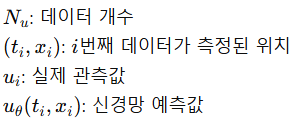 N_u: 데이터 개수
(t_i, x_i): i번째 데이터가 측정된 위치
u_i: 실제 관측값
u_θ(t_i, x_i): 신경망 예측값